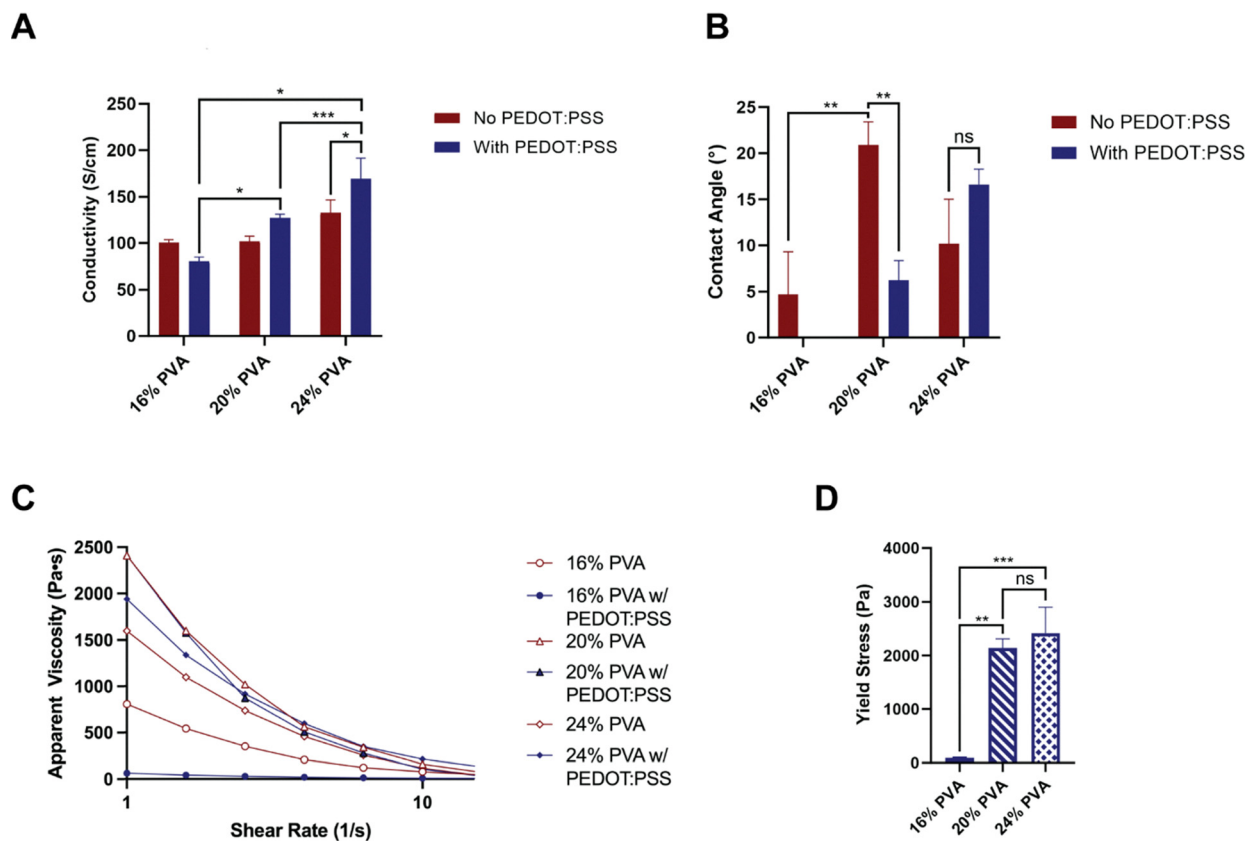 A
Conductivity (S/cm)
250
200
150
100
50
0
*
***
*
*
16% PVA
20% PVA
24% PVA
No PEDOT:PSS
With PEDOT:PSS
B
Contact Angle (°)
25
20
15
10
5
0
**
**
ns
16% PVA
20% PVA
24% PVA
No PEDOT:PSS
With PEDOT:PSS
C
Apparent Viscosity (Pa•s)
2500
2000
1500
1000
500
0
1
10
Shear Rate (1/s)
16% PVA
16% PVA w/
PEDOT:PSS
20% PVA
20% PVA w/
PEDOT:PSS
24% PVA
24% PVA w/
PEDOT:PSS
D
Yield Stress (Pa)
4000
3000
2000
1000
0
***
ns
**
16% PVA
20% PVA
24% PVA